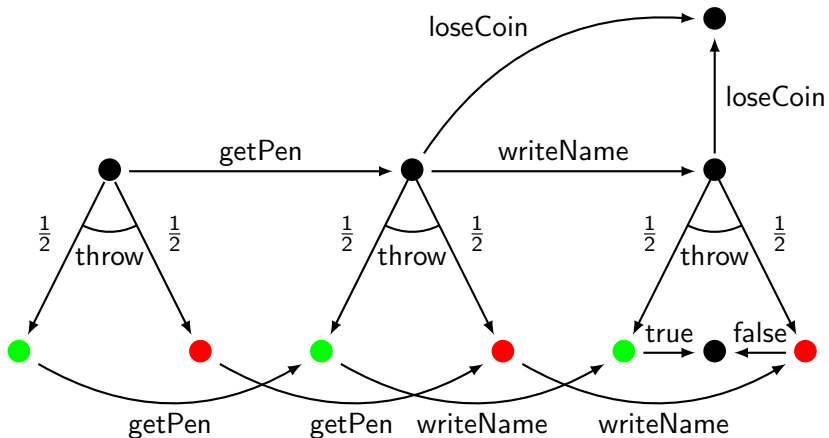 loseCoin
loseCoin
getPen
writeName
1/2
1/2
1/2
1/2
1/2
1/2
throw
throw
throw
true
false
getPen
getPen
writeName
writeName